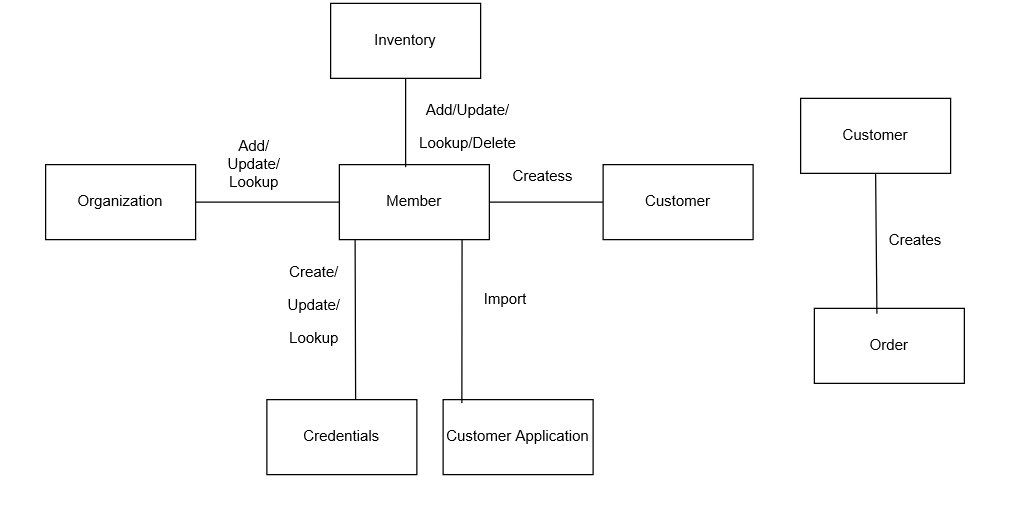 Inventory
Add/Update/
Lookup/Delete
Customer
Add/
Update/
Lookup
Createss
Organization
Member
Customer
Creates
Create/
Update/
Lookup
Import
Order
Credentials
Customer Application